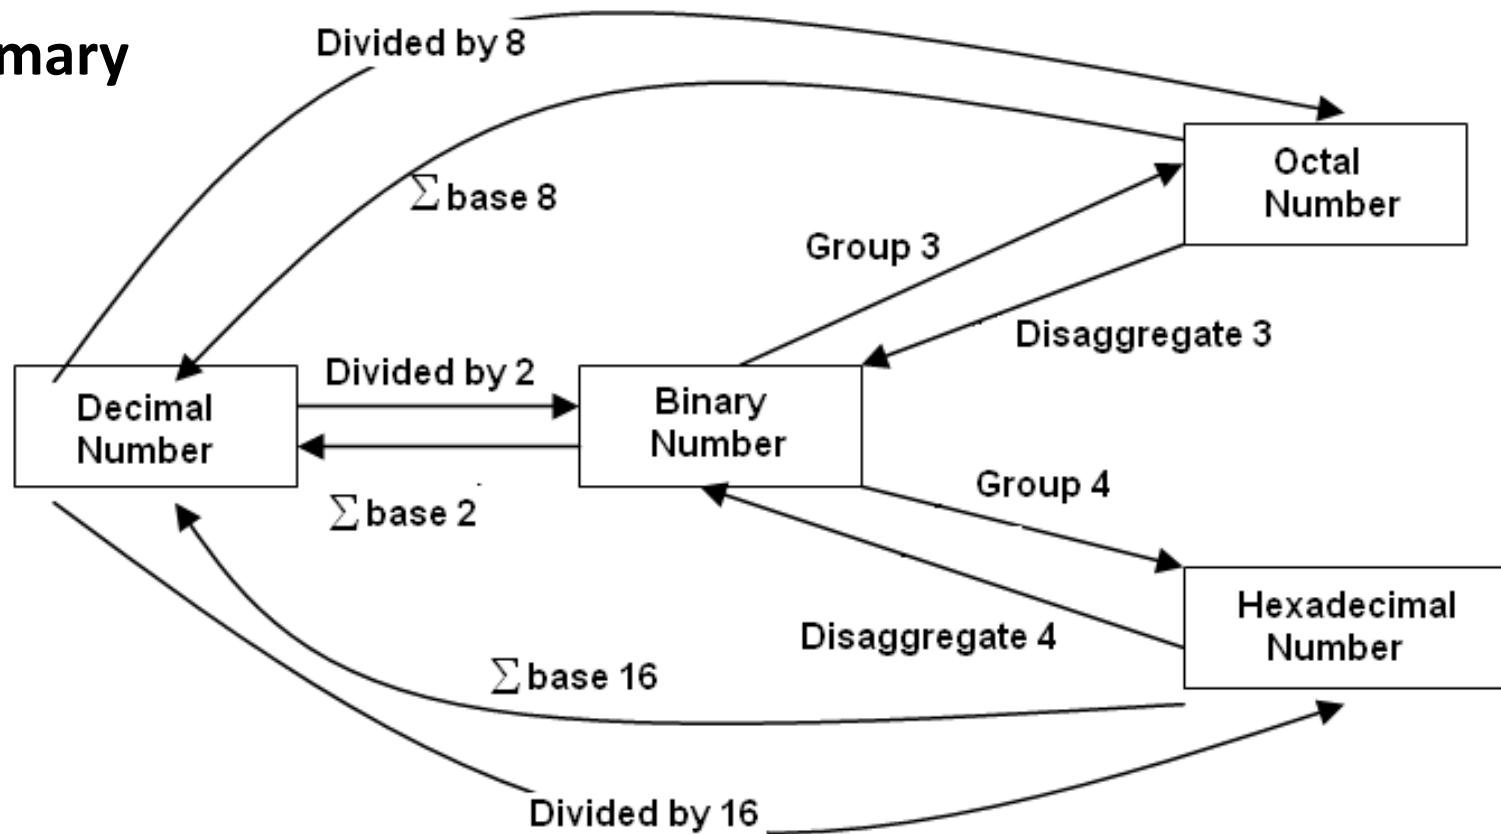 mary
Divided by 8
Octal
Number
∑ base 8
Group 3
Disaggregate 3
Divided by 2
Decimal
Number
Binary
Number
∑ base 2
Group 4
Hexadecimal
Number
Disaggregate 4
∑ base 16
Divided by 16